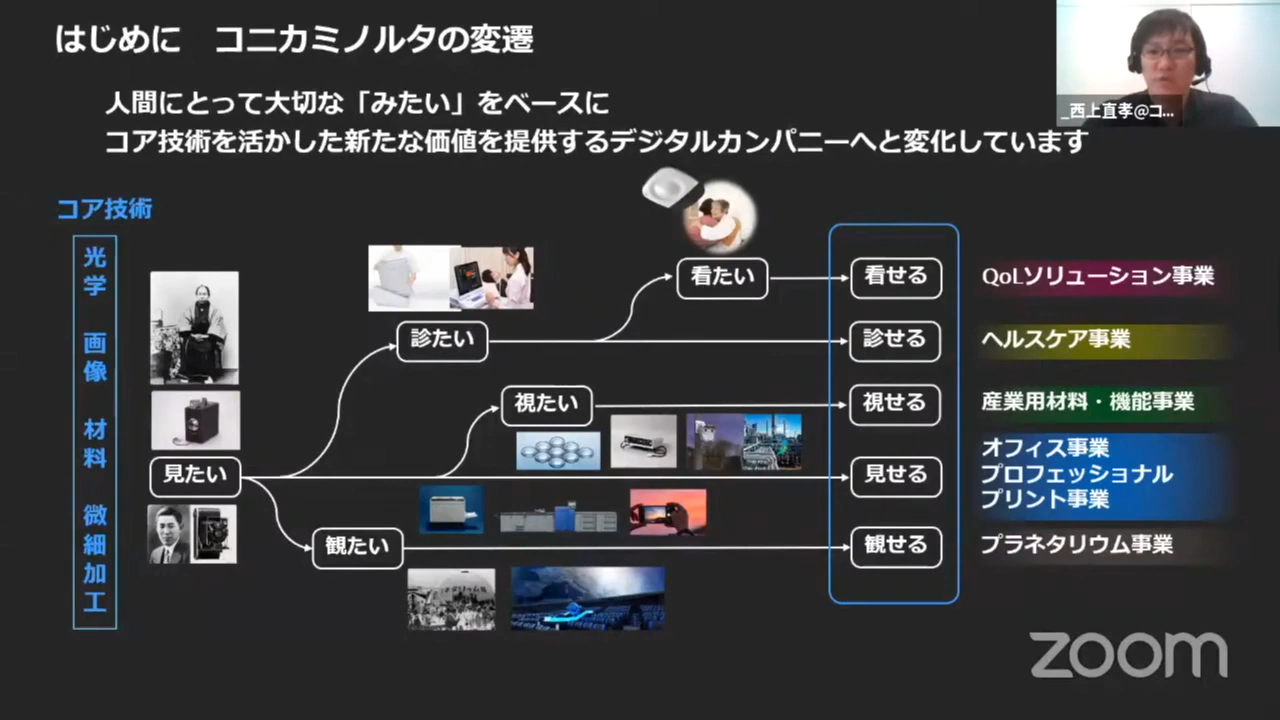 はじめに　コニカミノルタの変遷
_西上直孝@コ...
人間にとって大切な「みたい」をベースに
コア技術を活かした新たな価値を提供するデジタルカンパニーへと変化しています
コア技術
光学　画像　材料　微細加工
看たい
看せる
QoLソリューション事業
診たい
診せる
ヘルスケア事業
視たい
視せる
産業用材料・機能事業
見たい
見せる
オフィス事業
プロフェッショナル
プリント事業
観たい
観せる
プラネタリウム事業
zoom